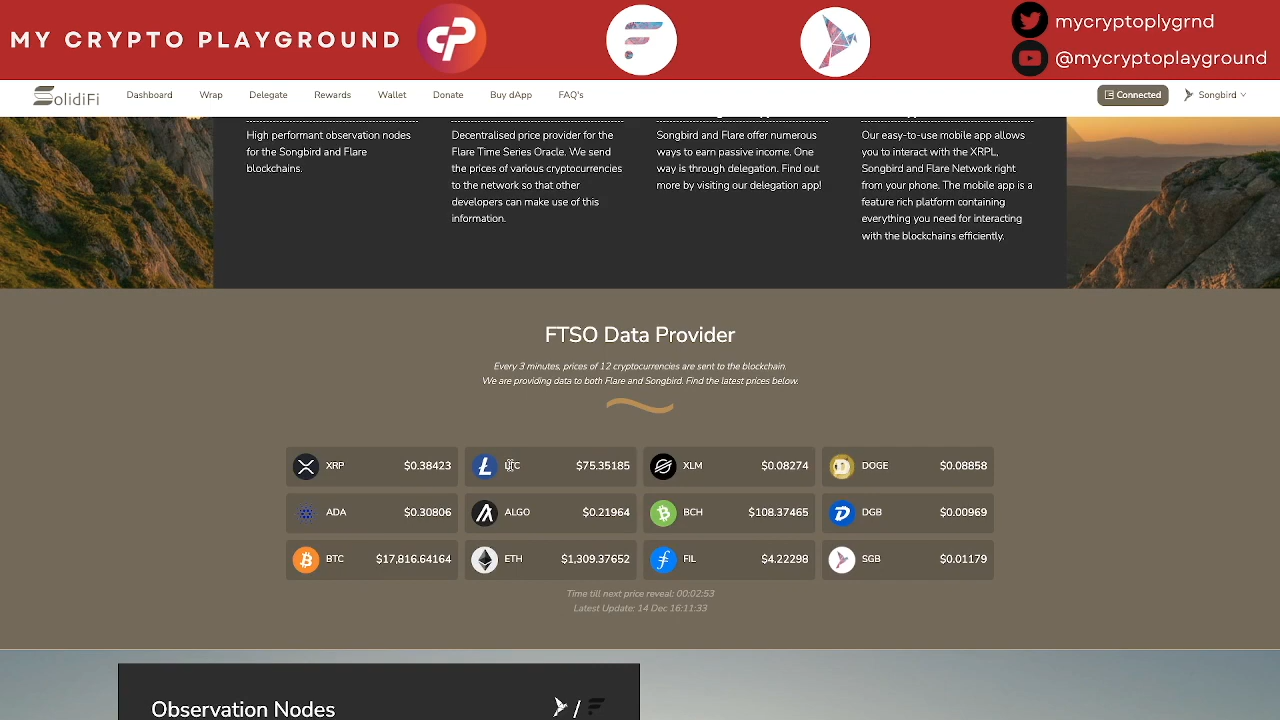 MY CRYPTO PLAYGROUND
mycryptoplygrnd
@mycryptoplayground
SolidiFi
Dashboard
Wrap
Delegate
Rewards
Wallet
Donate
Buy dApp
FAQ's
Connected
Songbird
High performant observation nodes
for the Songbird and Flare
blockchains.
Decentralised price provider for the
Flare Time Series Oracle. We send
the prices of various cryptocurrencies
to the network so that other
developers can make use of this
information.
Songbird and Flare offer numerous
ways to earn passive income. One
way is through delegation. Find out
more by visiting our delegation app!
Our easy-to-use mobile app allows
you to interact with the XRPL,
Songbird and Flare Network right
from your phone. The mobile app is a
feature rich platform containing
everything you need for interacting
with the blockchains efficiently.
FTSO Data Provider
Every 3 minutes, prices of 12 cryptocurrencies are sent to the blockchain.
We are providing data to both Flare and Songbird. Find the latest prices below.
XRP $0.38423
LTC $75.35185
XLM $0.08274
DOGE $0.08858
ADA $0.30806
ALGO $0.21964
BCH $108.37465
DGB $0.00969
BTC $17,816.64164
ETH $1,309.37652
FIL $4.22298
SGB $0.01179
Time till next price reveal: 00:02:53
Latest Update: 14 Dec 16:11:33
Observation Nodes
/